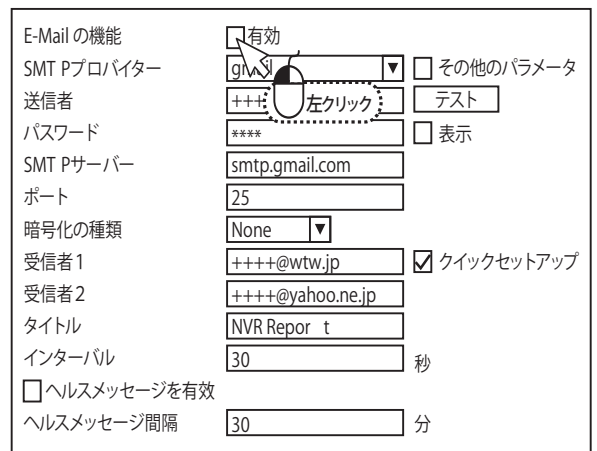 E-Mail の機能 有効
SMT Pプロバイター gmail その他のパラメータ
送信者 +++ 左クリック テスト
パスワード **** 表示
SMT Pサーバー smtp.gmail.com
ポート 25
暗号化の種類 None
受信者1 ++++@wtw.jp クイックセットアップ
受信者2 ++++@yahoo.ne.jp
タイトル NVR Repor t
インターバル 30 秒
ヘルスメッセージを有効
ヘルスメッセージ間隔 30 分